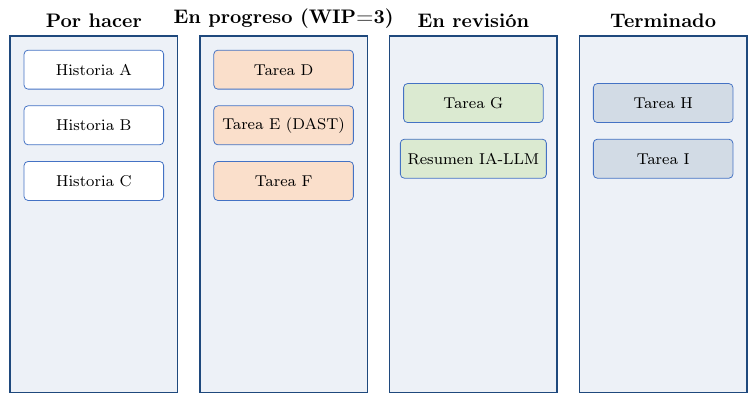 Por hacer
Historia A
Historia B
Historia C
En progreso (WIP=3)
Tarea D
Tarea E (DAST)
Tarea F
En revisión
Tarea G
Resumen IA-LLM
Terminado
Tarea H
Tarea I